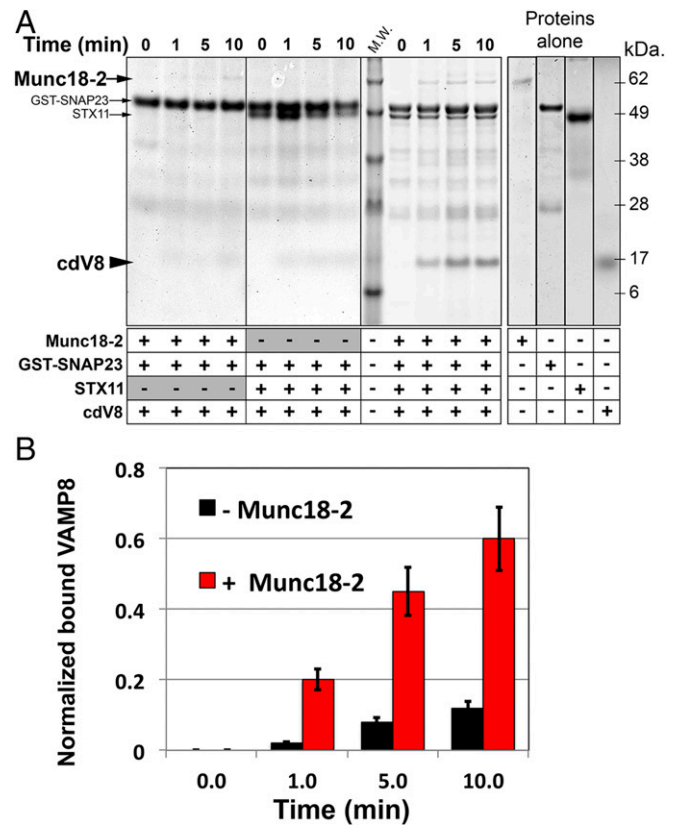 A
Proteins alone
Time (min) 0 1 5 10 0 1 5 10 M.W. 0 1 5 10 kDa.
Munc18-2
GST-SNAP23
STX11
cdV8
62
49
38
28
17
6
Munc18-2 + + + + - - - - - + + + + + - - -
GST-SNAP23 + + + + + + + + - + + + + - + - -
STX11 - - - - + + + + - + + + + - - + -
cdV8 + + + + + + + + - + + + + - - - +
B
Normalized bound VAMP8
0.8
0.6
0.4
0.2
0
- Munc18-2
+ Munc18-2
0.0 1.0 5.0 10.0
Time (min)